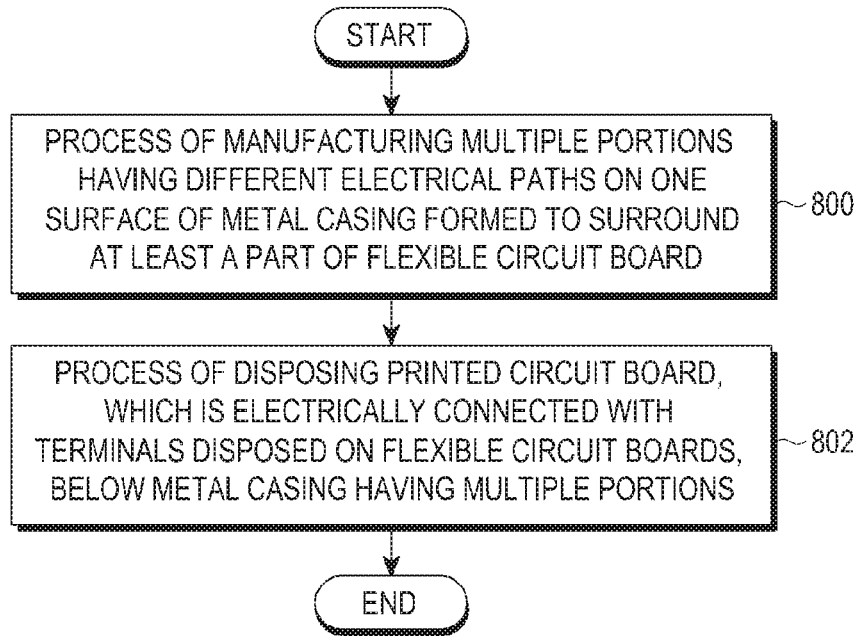 START
PROCESS OF MANUFACTURING MULTIPLE PORTIONS
HAVING DIFFERENT ELECTRICAL PATHS ON ONE
SURFACE OF METAL CASING FORMED TO SURROUND
AT LEAST A PART OF FLEXIBLE CIRCUIT BOARD
800
PROCESS OF DISPOSING PRINTED CIRCUIT BOARD,
WHICH IS ELECTRICALLY CONNECTED WITH
TERMINALS DISPOSED ON FLEXIBLE CIRCUIT BOARDS,
BELOW METAL CASING HAVING MULTIPLE PORTIONS
802
END